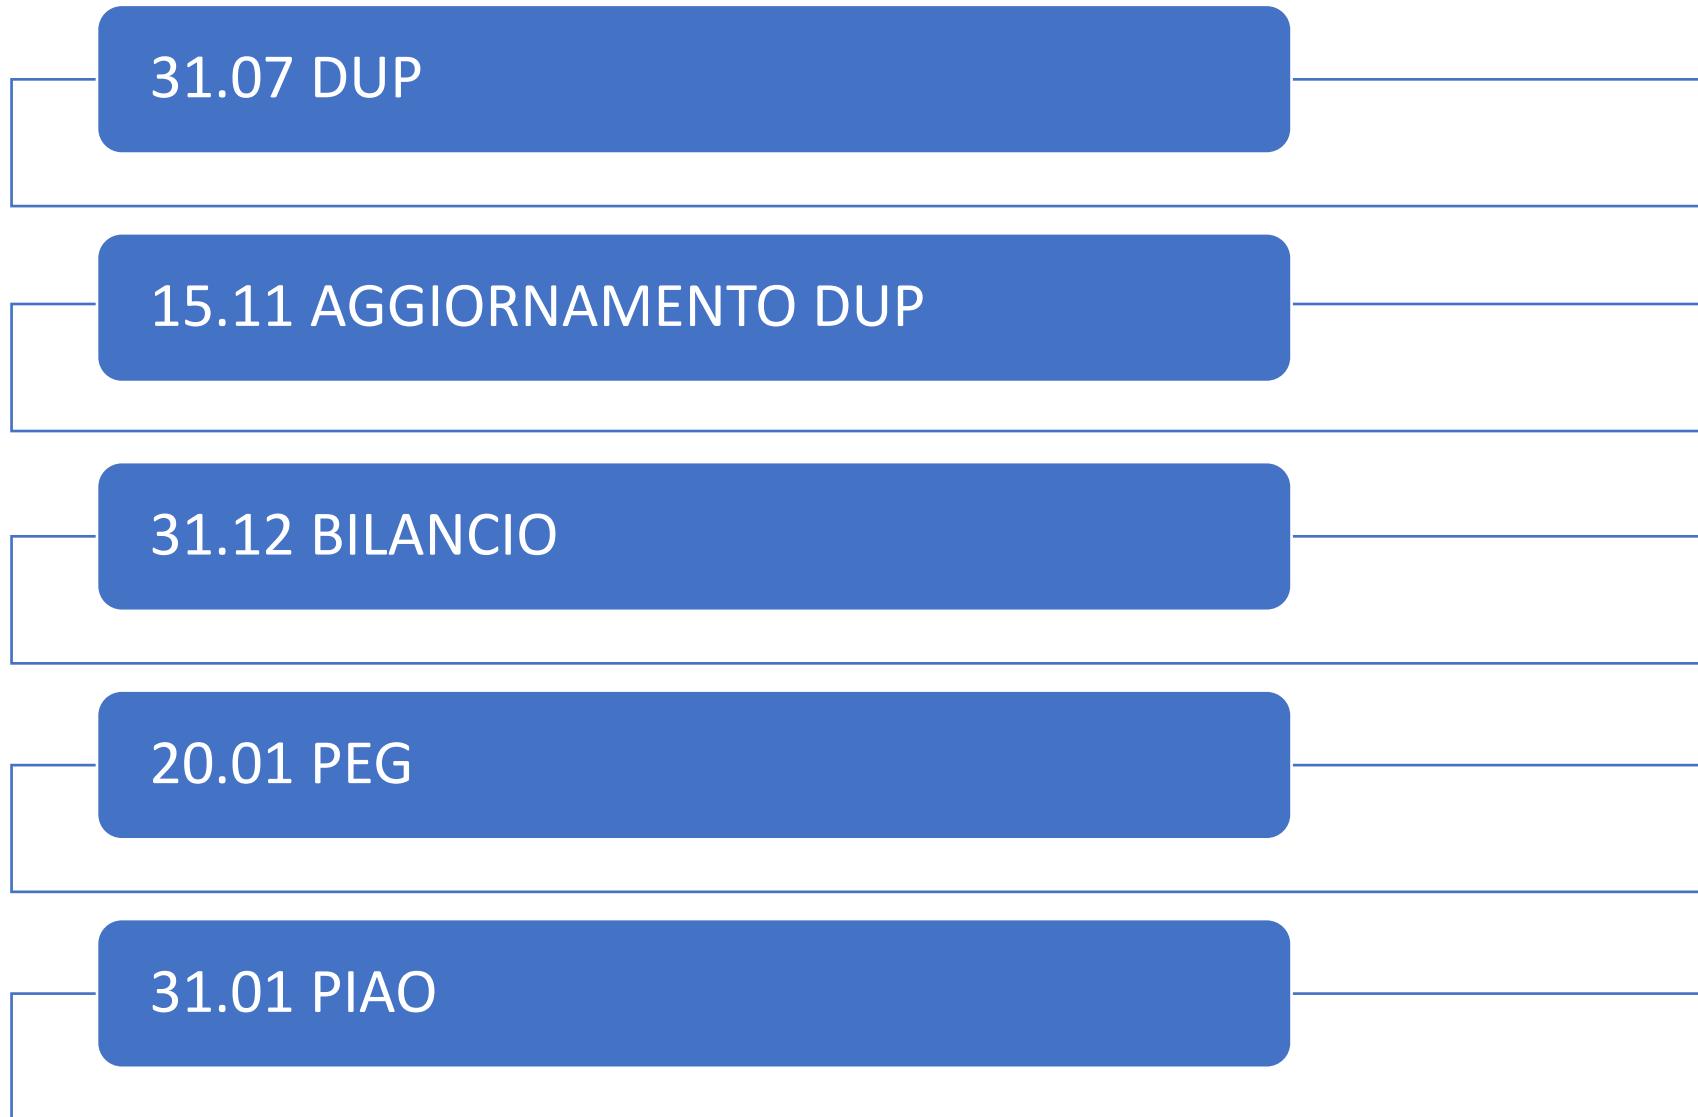 31.07 DUP
15.11 AGGIORNAMENTO DUP
31.12 BILANCIO
20.01 PEG
31.01 PIAO